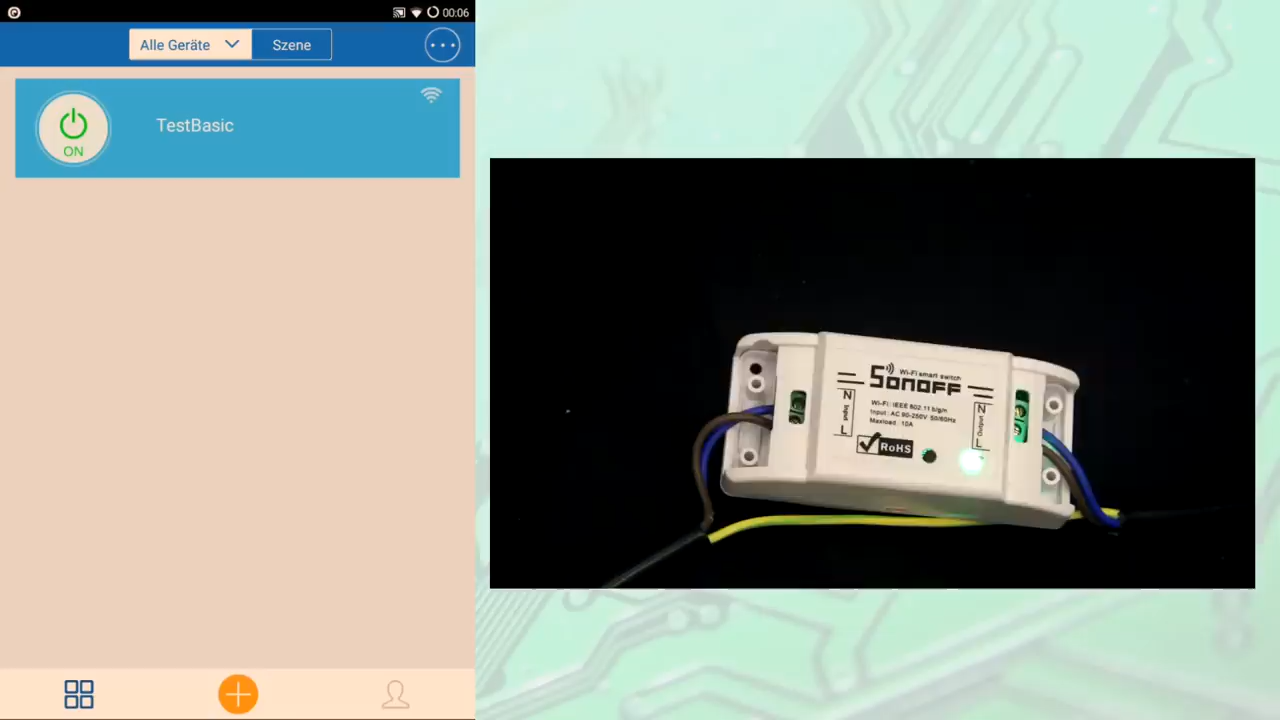 00:06
Alle Geräte
Szene
ON
TestBasic
Wi-Fi smart switch
SONOFF
Wi-Fi: IEEE 802.11 b/g/n
Input: AC 90-250V 50/60Hz
Maxload: 10A
RoHS
N
Input
L
N
Output
L